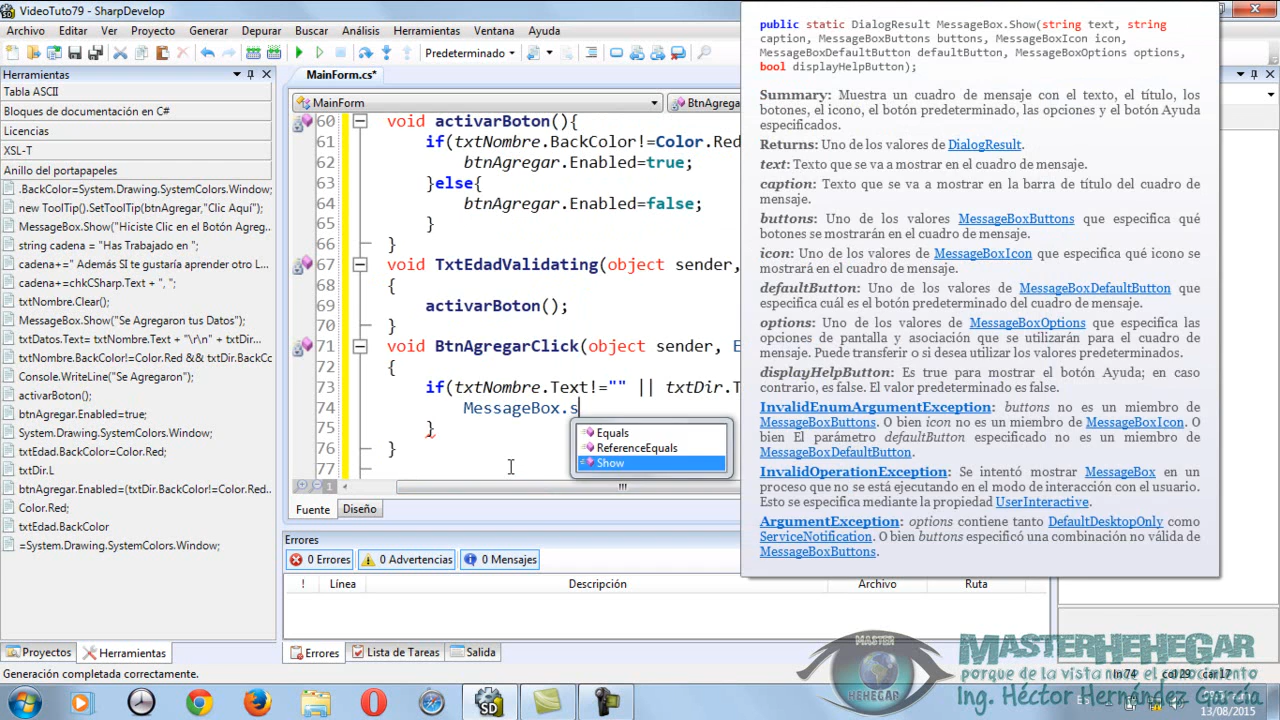 VideoTuto79 - SharpDevelop
Archivo Editar Ver Proyecto Generar Depurar Buscar Análisis Herramientas Ventana Ayuda
Predeterminado
Herramientas
Tabla ASCII
Bloques de documentación en C#
Licencias
XSL-T
Anillo del portapapeles
.BackColor=System.Drawing.SystemColors.Window;
new ToolTip().SetToolTip(btnAgregar,"Clic Aquí");
MessageBox.Show("Hiciste Clic en el Botón Agreg...
string cadena = "Has Trabajado en ";
cadena+=" Además SI te gustaría aprender otro L...
cadena+=chkCSharp.Text + ", ";
txtNombre.Clear();
MessageBox.Show("Se Agregaron tus Datos");
txtDatos.Text= txtNombre.Text + "\r\n" + txtDir...
txtNombre.BackColor!=Color.Red && txtDir.BackCc
Console.WriteLine("Se Agregaron");
activarBoton();
btnAgregar.Enabled=true;
System.Drawing.SystemColors.Window;
txtEdad.BackColor=Color.Red;
txtDir.L
btnAgregar.Enabled=(txtDir.BackColor!=Color.Red...
Color.Red;
txtEdad.BackColor
=System.Drawing.SystemColors.Window;
Proyectos Herramientas
MainForm.cs*
MainForm BtnAgrega
60 void activarBoton(){
61 if(txtNombre.BackColor!=Color.Red
62 btnAgregar.Enabled=true;
63 }else{
64 btnAgregar.Enabled=false;
65 }
66 }
67 void TxtEdadValidating(object sender,
68 {
69 activarBoton();
70 }
71 void BtnAgregarClick(object sender, E
72 {
73 if(txtNombre.Text!="" || txtDir.T
74 MessageBox.s
75 }
76 }
77
Equals
ReferenceEquals
Show
1
Fuente Diseño
Errores
0 Errores 0 Advertencias 0 Mensajes
! Línea Descripción Archivo Ruta
Errores Lista de Tareas Salida
public static DialogResult MessageBox.Show(string text, string
caption, MessageBoxButtons buttons, MessageBoxIcon icon,
MessageBoxDefaultButton defaultButton, MessageBoxOptions options,
bool displayHelpButton);
Summary: Muestra un cuadro de mensaje con el texto, el título, los
botones, el icono, el botón predeterminado, las opciones y el botón Ayuda
especificados.
Returns: Uno de los valores de DialogResult.
text: Texto que se va a mostrar en el cuadro de mensaje.
caption: Texto que se va a mostrar en la barra de título del cuadro de
mensaje.
buttons: Uno de los valores MessageBoxButtons que especifica qué
botones se mostrarán en el cuadro de mensaje.
icon: Uno de los valores de MessageBoxIcon que especifica qué icono se
mostrará en el cuadro de mensaje.
defaultButton: Uno de los valores de MessageBoxDefaultButton que
especifica cuál es el botón predeterminado del cuadro de mensaje.
options: Uno de los valores de MessageBoxOptions que especifica las
opciones de pantalla y asociación que se utilizarán para el cuadro de
mensaje. Puede transferir 0 si desea utilizar los valores predeterminados.
displayHelpButton: Es true para mostrar el botón Ayuda; en caso
contrario, es false. El valor predeterminado es false.
InvalidEnumArgumentException: buttons no es un miembro de
MessageBoxButtons. O bien icon no es un miembro de MessageBoxIcon. O
bien El parámetro defaultButton especificado no es un miembro de
MessageBoxDefaultButton.
InvalidOperationException: Se intentó mostrar MessageBox en un
proceso que no se está ejecutando en el modo de interacción con el usuario.
Esto se especifica mediante la propiedad UserInteractive.
ArgumentException: options contiene tanto DefaultDesktopOnly como
ServiceNotification. O bien buttons especificó una combinación no válida de
MessageBoxButtons.
MASTER
HEHEGAR
MASTERHEHEGAR
porque de la vista nace el conocimiento
Ing. Héctor Hernández García
Generación completada correctamente.
ln 74 col 29 car 17
SD
ES
13/08/2015